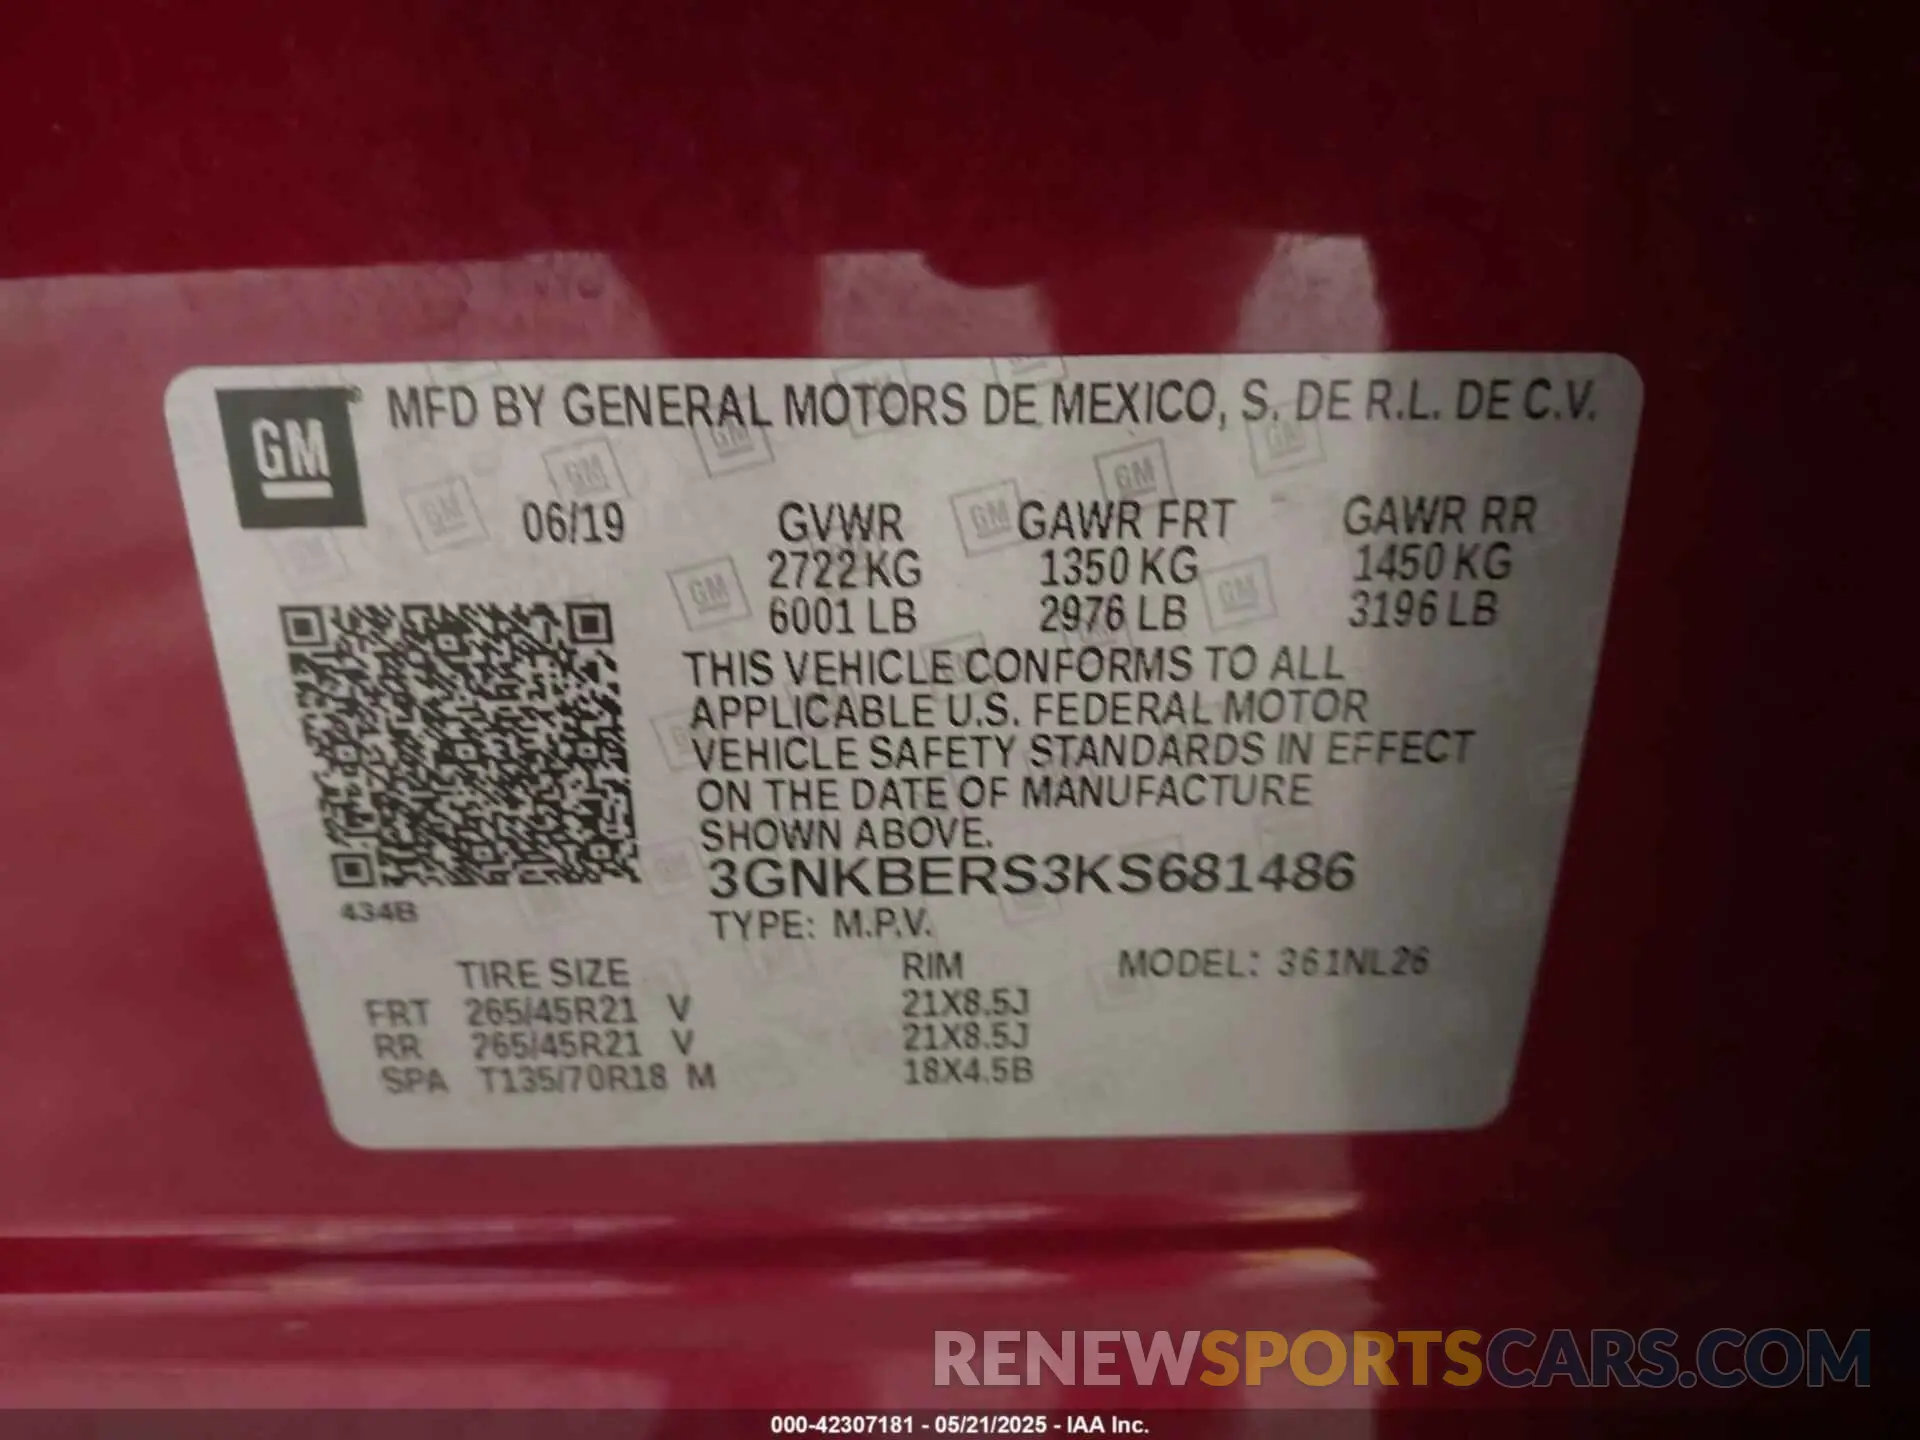 GM ® MFD BY GENERAL MOTORS DE MEXICO, S. DE R.L. DE C.V.
06/19 GVWR GAWR FRT GAWR RR
2722 KG 1350 KG 1450 KG
6001 LB 2976 LB 3196 LB
THIS VEHICLE CONFORMS TO ALL
APPLICABLE U.S. FEDERAL MOTOR
VEHICLE SAFETY STANDARDS IN EFFECT
ON THE DATE OF MANUFACTURE
SHOWN ABOVE.
3GNKBERS3KS681486
434B TYPE: M.P.V.
TIRE SIZE RIM MODEL: 361NL26
FRT 265/45R21 V 21X8.5J
RR 265/45R21 V 21X8.5J
SPA T135/70R18 M 18X4.5B
RENEWSPORTSCARS.COM
000-42307181 - 05/21/2025 - IAA Inc.